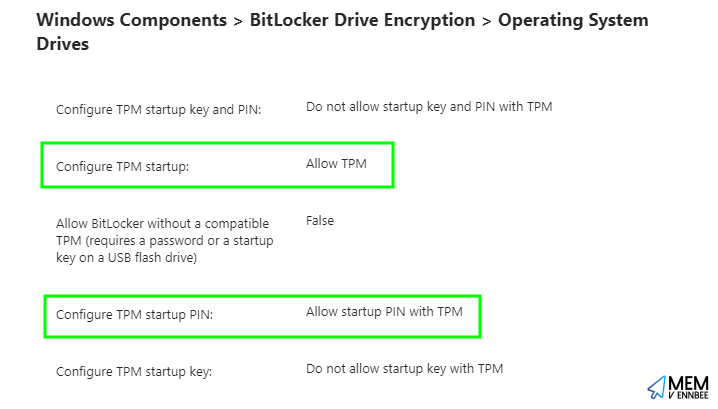 Windows Components > BitLocker Drive Encryption > Operating System
Drives
Configure TPM startup key and PIN: Do not allow startup key and PIN with TPM
Configure TPM startup: Allow TPM
Allow BitLocker without a compatible False
TPM (requires a password or a startup
key on a USB flash drive)
Configure TPM startup PIN: Allow startup PIN with TPM
Configure TPM startup key: Do not allow startup key with TPM
MEM
V ENNBEE